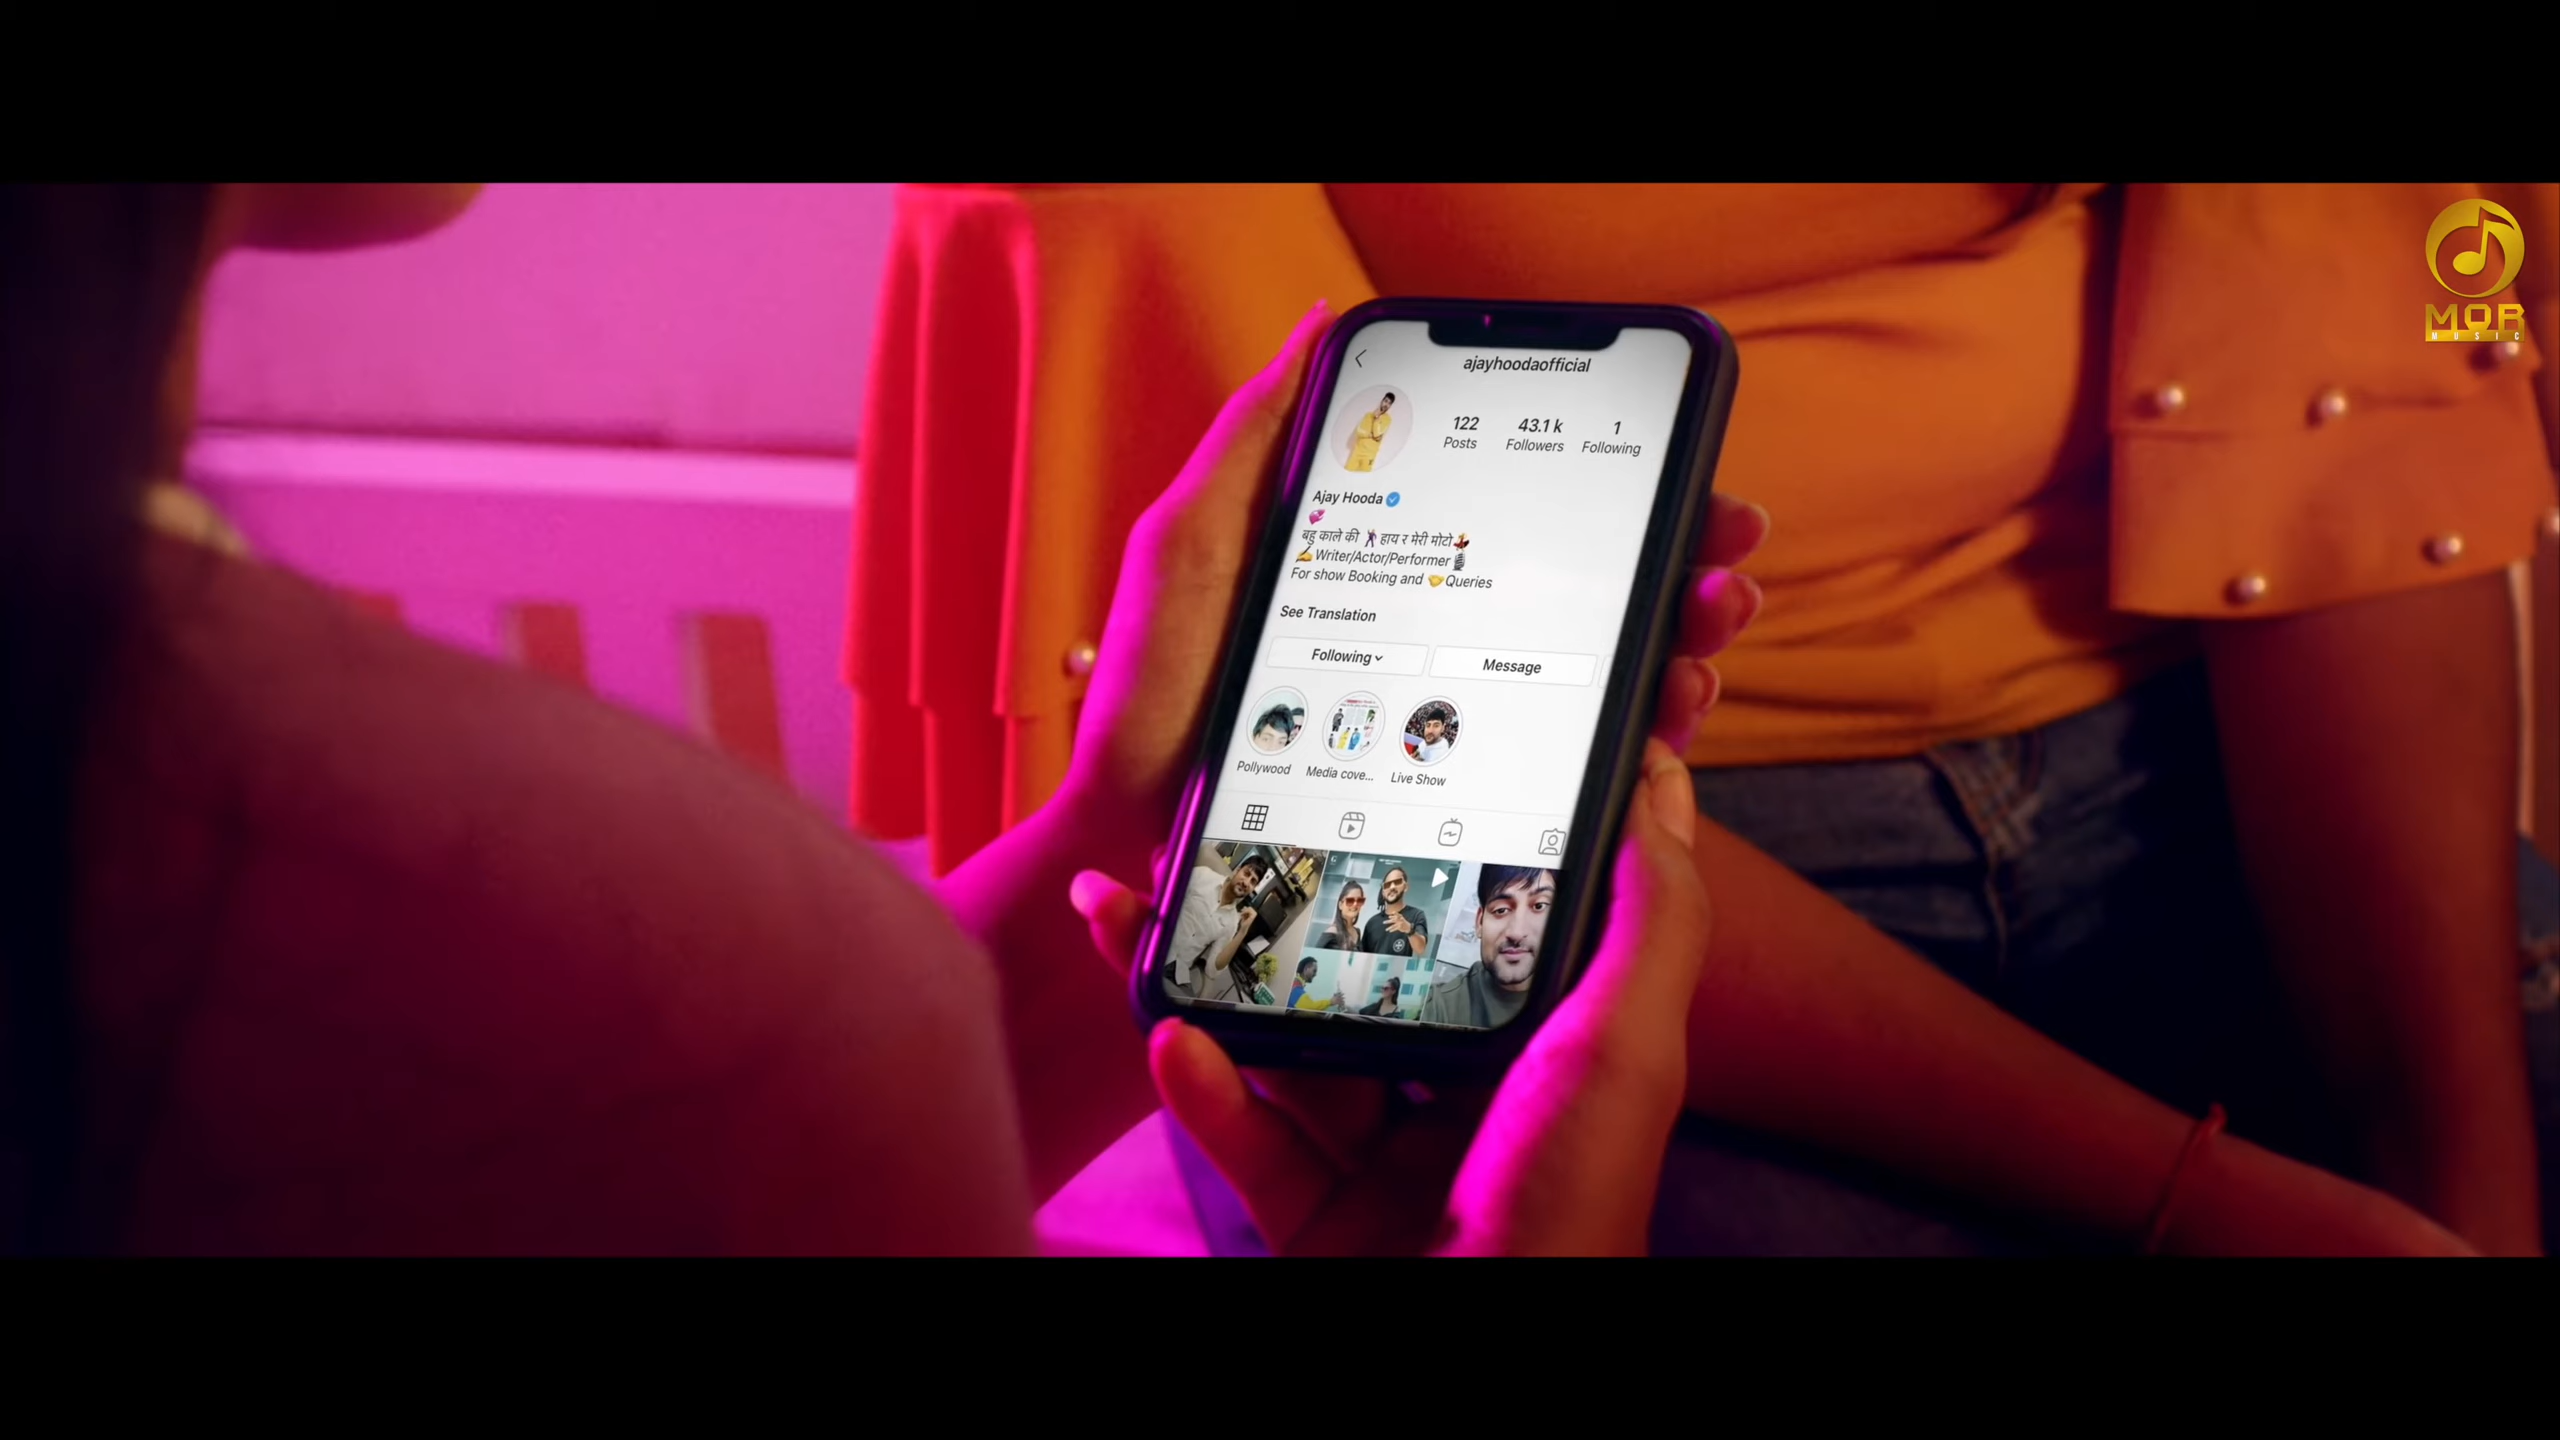 MOR
MUSIC
ajayhoodaofficial
122 43.1 k 1
Posts Followers Following
Ajay Hooda
बहु काले की हाय र मेरी मोटो
Writer/Actor/Performer
For show Booking and Queries
See Translation
Following Message
Pollywood Media cove... Live Show